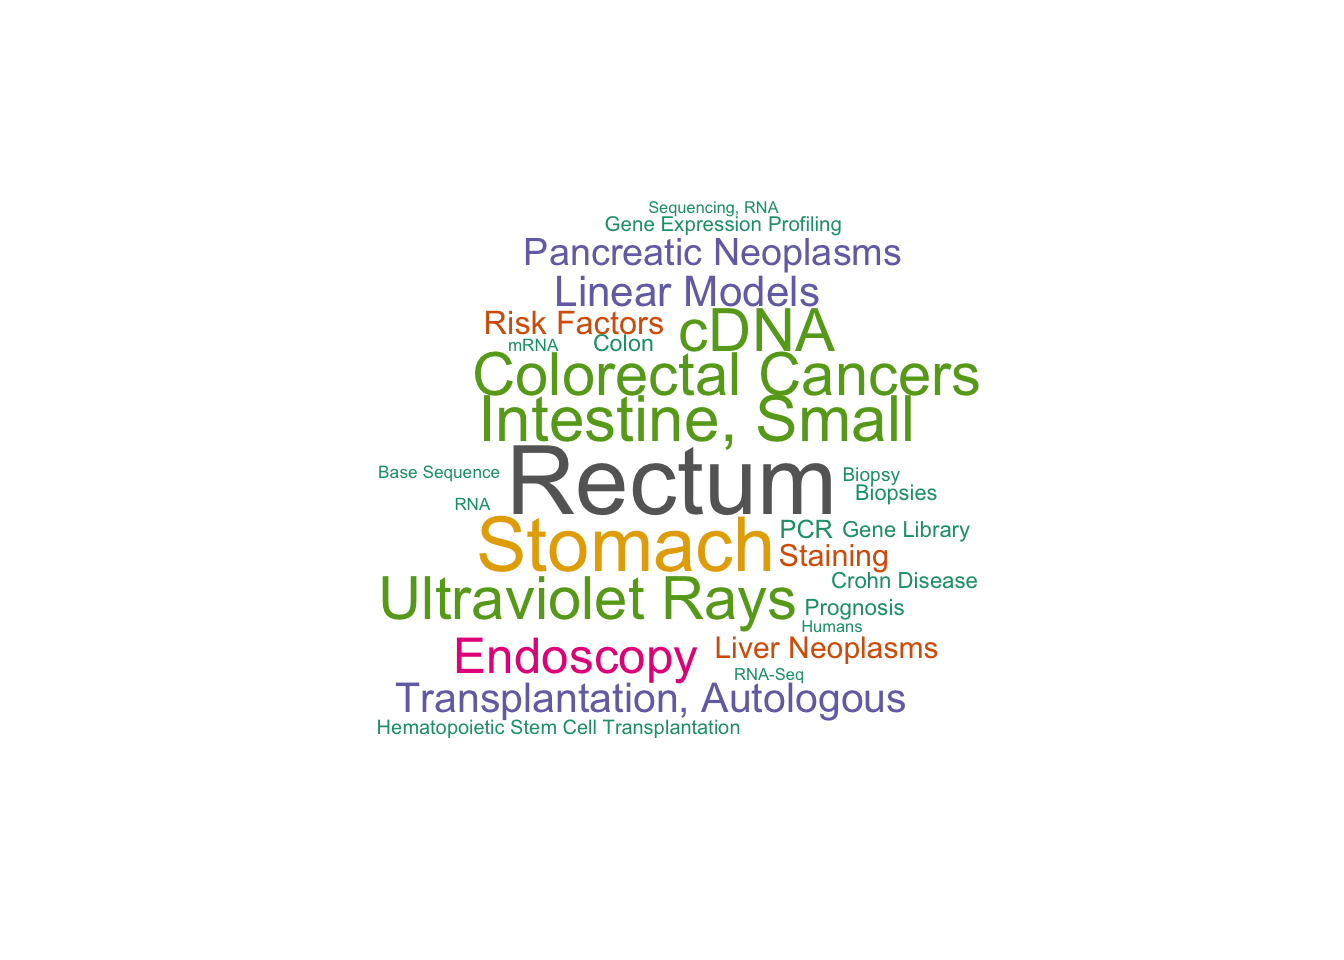 Sequencing, RNA
Gene Expression Profiling
Pancreatic Neoplasms
Linear Models
Risk Factors
cDNA
mRNA
Colon
Colorectal Cancers
Intestine, Small
Rectum
Base Sequence
Biopsy
Biopsies
RNA
Stomach
PCR
Gene Library
Staining
Crohn Disease
Ultraviolet Rays
Prognosis
Humans
Endoscopy
Liver Neoplasms
RNA-Seq
Transplantation, Autologous
Hematopoietic Stem Cell Transplantation